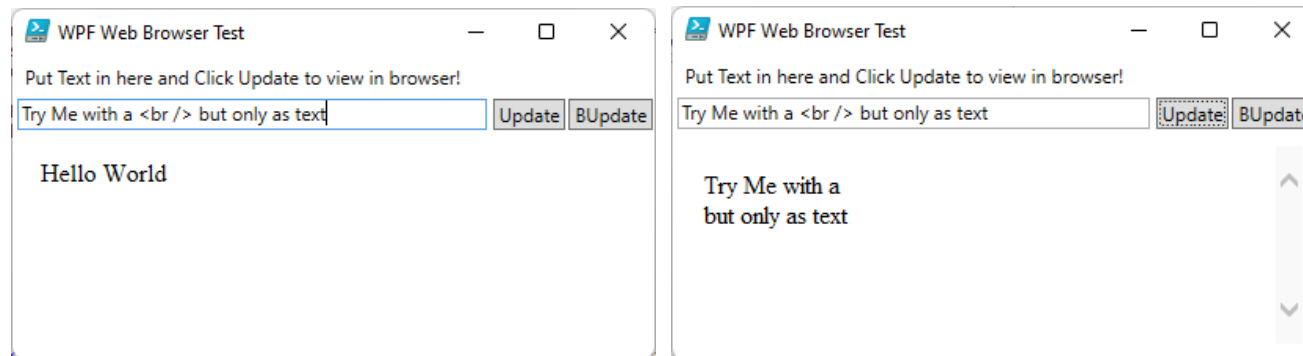 WPF Web Browser Test
Put Text in here and Click Update to view in browser!
Try Me with a <br /> but only as text Update BUpdate
Hello World
WPF Web Browser Test
Put Text in here and Click Update to view in browser!
Try Me with a <br /> but only as text Update BUpdat
Try Me with a
but only as text